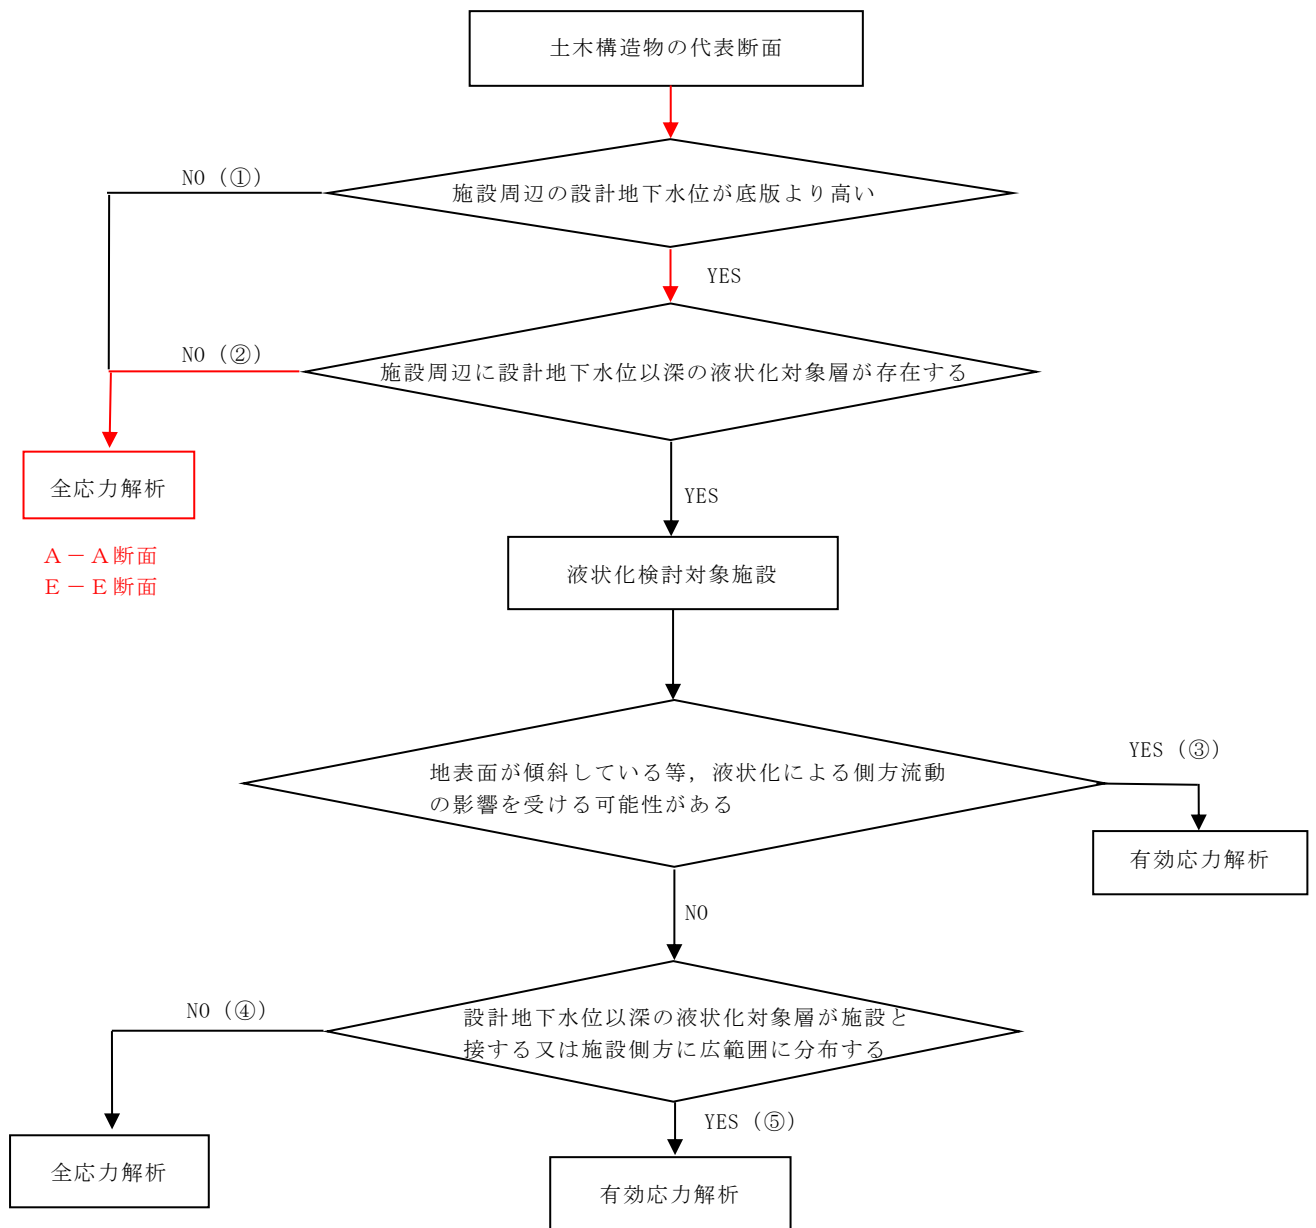 土木構造物の代表断面
NO（①）
施設周辺の設計地下水位が底版より高い
YES
NO（②）
施設周辺に設計地下水位以深の液状化対象層が存在する
全応力解析
YES
Ａ－Ａ断面
Ｅ－Ｅ断面
液状化検討対象施設
YES（③）
地表面が傾斜している等，液状化による側方流動
の影響を受ける可能性がある
有効応力解析
NO
NO（④）
設計地下水位以深の液状化対象層が施設と
接する又は施設側方に広範囲に分布する
YES（⑤）
全応力解析
有効応力解析